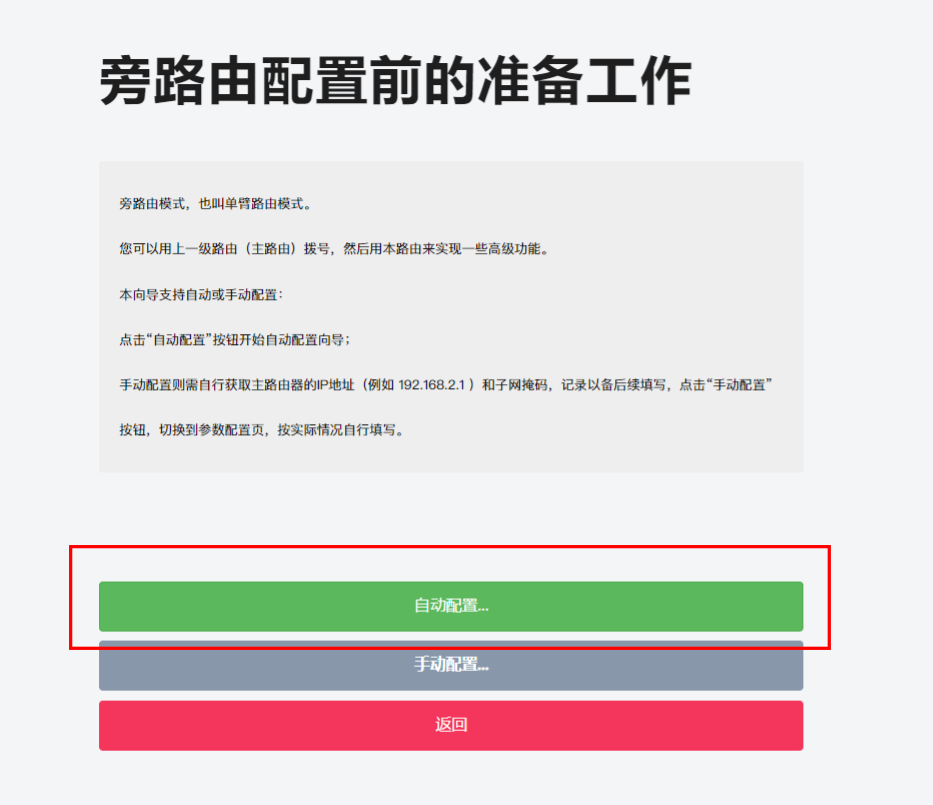 旁路由配置前的准备工作
旁路由模式，也叫单臂路由模式。
您可以用上一级路由（主路由）拨号，然后用本路由来实现一些高级功能。
本向导支持自动或手动配置：
点击“自动配置”按钮开始自动配置向导；
手动配置则需自行获取主路由器的IP地址（例如 192.168.2.1 ）和子网掩码，记录以备后续填写，点击“手动配置”
按钮，切换到参数配置页，按实际情况自行填写。
自动配置...
手动配置...
返回